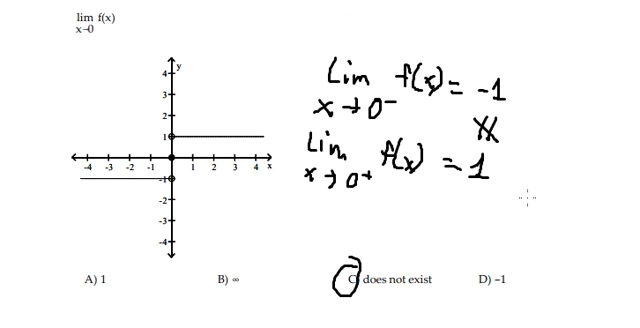 lim f(x)
x→0
y
4
3
2
1
-4 -3 -2 -1 1 2 3 4 x
-1
-2
-3
-4
Lim f(x) = -1
x → 0⁻
Lim f(x) = 1
x → 0⁺
A) 1 B) ∞ C) does not exist D) -1